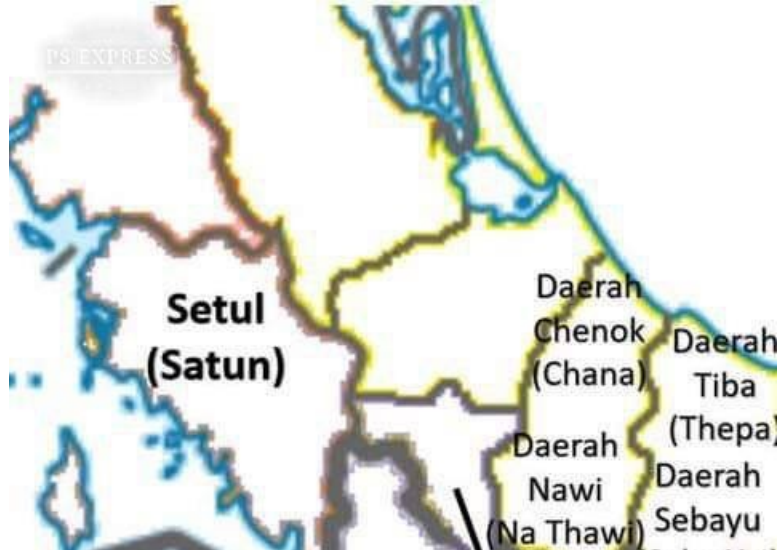 PS EXPRESS
Setul
(Satun)
Daerah
Chenok
(Chana)
Daerah
Tiba
(Thepa)
Daerah
Nawi
(Na Thawi)
Daerah
Sebayu